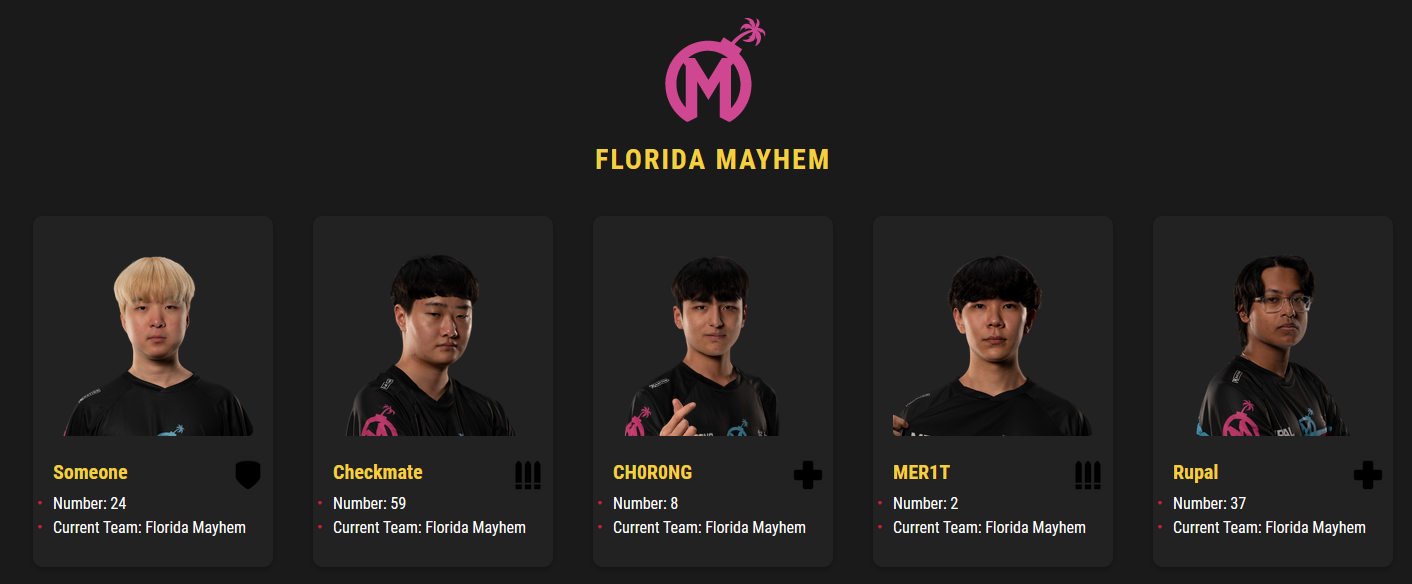 M
FLORIDA MAYHEM
Someone
Number: 24
Current Team: Florida Mayhem
Checkmate
Number: 59
Current Team: Florida Mayhem
CH0R0NG
Number: 8
Current Team: Florida Mayhem
MER1T
Number: 2
Current Team: Florida Mayhem
Rupal
Number: 37
Current Team: Florida Mayhem